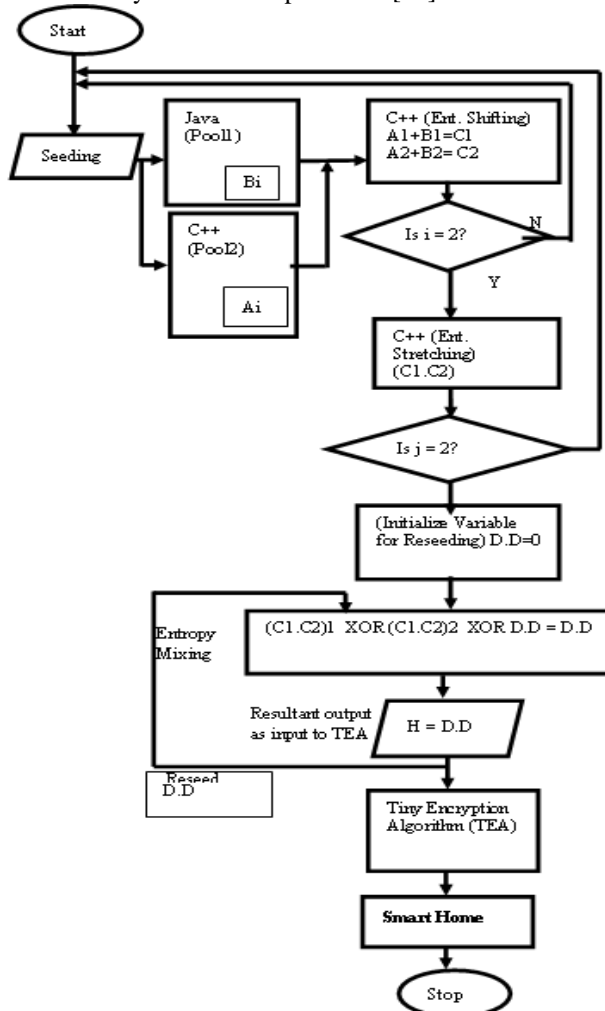 Start
Seeding
Java
(Pool1)
Bi
C++
(Pool2)
Ai
C++ (Ent. Shifting)
A1+B1=C1
A2+B2= C2
Is i = 2?
N
Y
C++ (Ent.
Stretching)
(C1.C2)
Is j = 2?
(Initialize Variable
for Reseeding) D.D=0
Entropy
Mixing
(C1.C2)1 XOR (C1.C2)2 XOR D.D = D.D
Resultant output
as input to TEA
H = D.D
Reseed
D.D
Tiny Encryption
Algorithm (TEA)
Smart Home
Stop